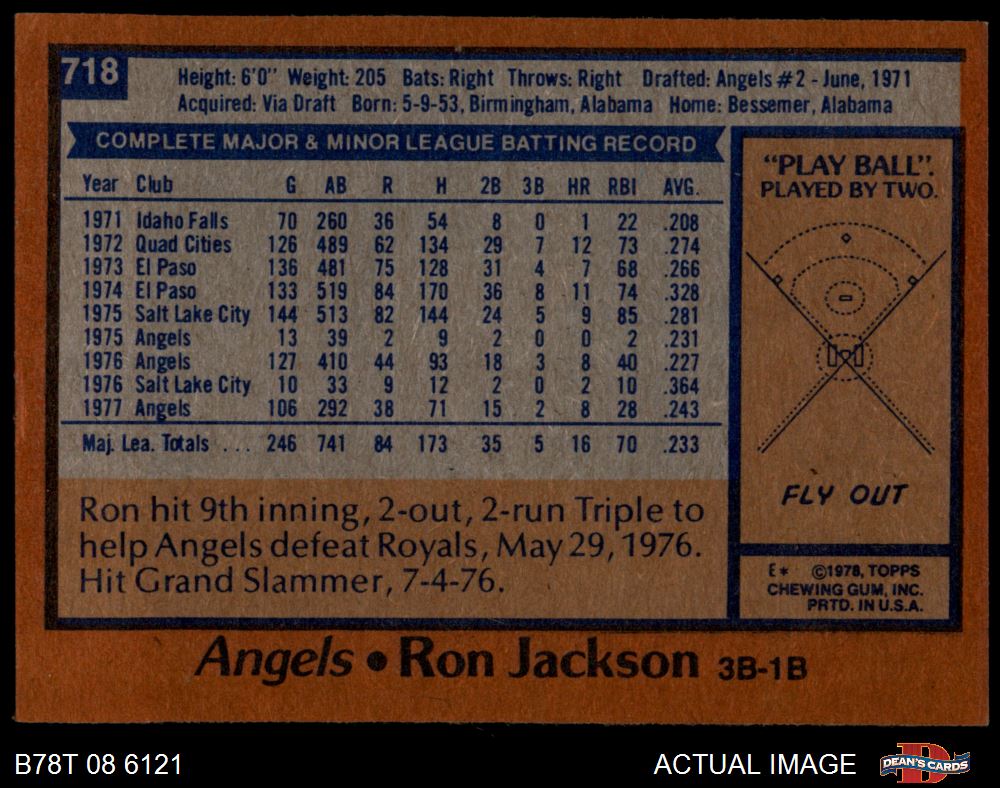 718
Height: 6'0" Weight: 205 Bats: Right Throws: Right Drafted: Angels #2 - June, 1971
Acquired: Via Draft Born: 5-9-53, Birmingham, Alabama Home: Bessemer, Alabama
COMPLETE MAJOR & MINOR LEAGUE BATTING RECORD
Year Club G AB R H 2B 3B HR RBI AVG.
1971 Idaho Falls 70 260 36 54 8 0 1 22 .208
1972 Quad Cities 126 489 62 134 29 7 12 73 .274
1973 El Paso 136 481 75 128 31 4 7 68 .266
1974 El Paso 133 519 84 170 36 8 11 74 .328
1975 Salt Lake City 144 513 82 144 24 5 9 85 .281
1975 Angels 13 39 2 9 2 0 0 2 .231
1976 Angels 127 410 44 93 18 3 8 40 .227
1976 Salt Lake City 10 33 9 12 2 0 2 10 .364
1977 Angels 106 292 38 71 15 2 8 28 .243
Maj. Lea. Totals ... 246 741 84 173 35 5 16 70 .233
Ron hit 9th inning, 2-out, 2-run Triple to
help Angels defeat Royals, May 29, 1976.
Hit Grand Slammer, 7-4-76.
"PLAY BALL".
PLAYED BY TWO.
FLY OUT
E* ©1978, TOPPS
CHEWING GUM, INC.
PRTD. IN U.S.A.
Angels • Ron Jackson 3B-1B
B78T 08 6121
ACTUAL IMAGE
D
DEAN'S CARDS